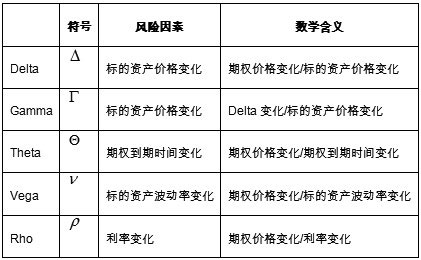 符号 风险因素 数学含义
Delta Δ 标的资产价格变化 期权价格变化/标的资产价格变化
Gamma Γ 标的资产价格变化 Delta 变化/标的资产价格变化
Theta Θ 期权到期时间变化 期权价格变化/期权到期时间变化
Vega ν 标的资产波动率变化 期权价格变化/标的资产波动率变化
Rho ρ 利率变化 期权价格变化/利率变化